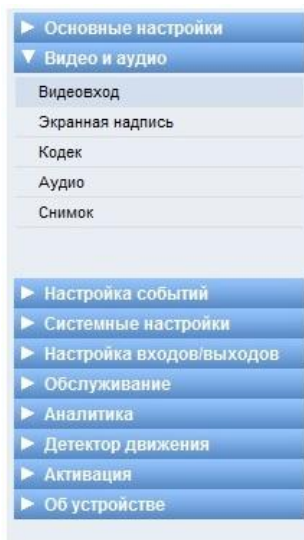 Основные настройки
Видео и аудио
Видеовход
Экранная надпись
Кодек
Аудио
Снимок
Настройка событий
Системные настройки
Настройка входов/выходов
Обслуживание
Аналитика
Детектор движения
Активация
Об устройстве